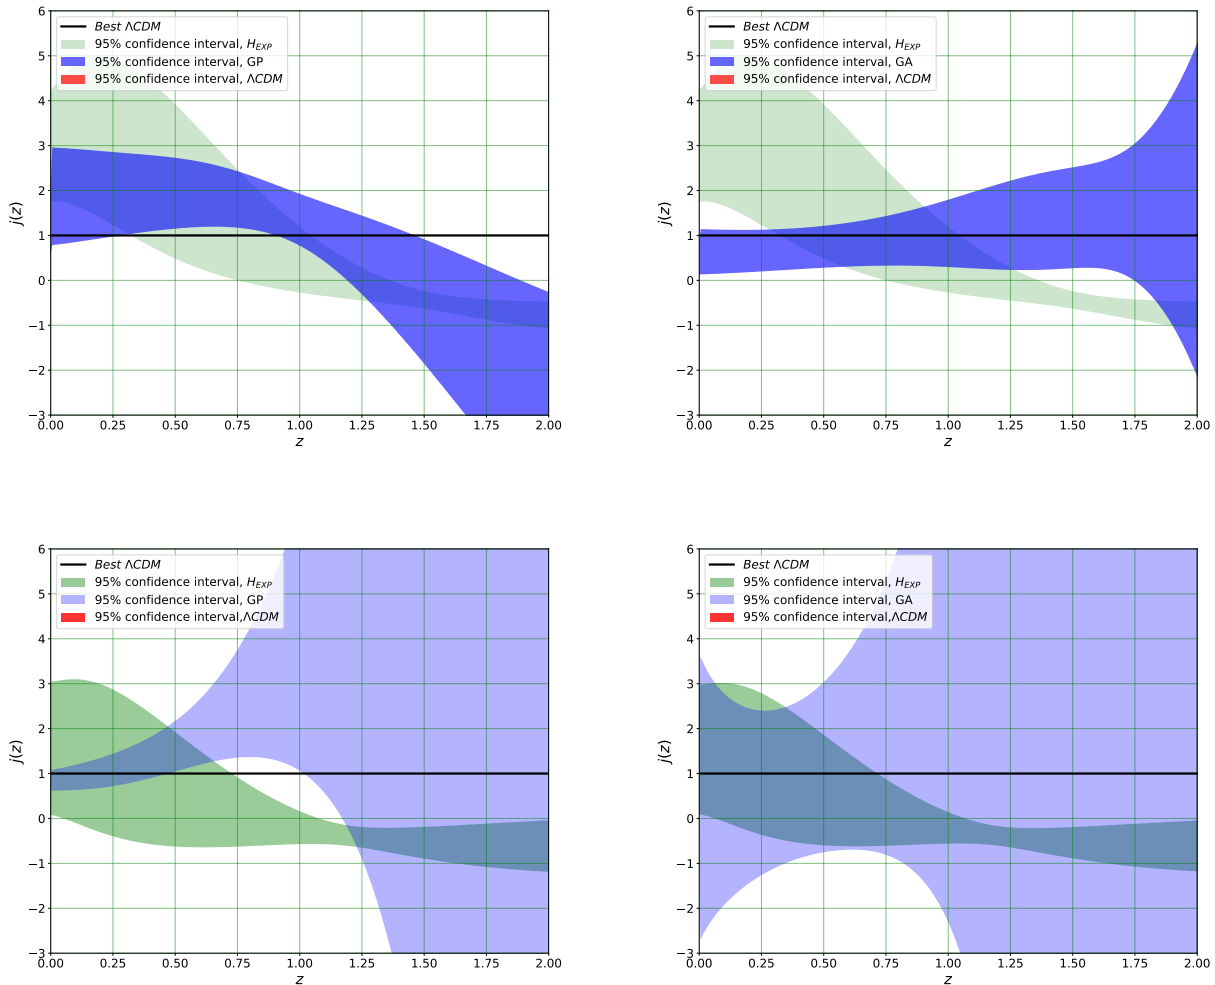 Best ΛCDM
95% confidence interval, H_EXP
95% confidence interval, GP
95% confidence interval, ΛCDM
6
5
4
3
2
1
0
−1
−2
−3
j(z)
0.00 0.25 0.50 0.75 1.00 1.25 1.50 1.75 2.00
z
Best ΛCDM
95% confidence interval, H_EXP
95% confidence interval, GA
95% confidence interval, ΛCDM
6
5
4
3
2
1
0
−1
−2
−3
j(z)
0.00 0.25 0.50 0.75 1.00 1.25 1.50 1.75 2.00
z
Best ΛCDM
95% confidence interval, H_EXP
95% confidence interval, GP
95% confidence interval,ΛCDM
6
5
4
3
2
1
0
−1
−2
−3
j(z)
0.00 0.25 0.50 0.75 1.00 1.25 1.50 1.75 2.00
z
Best ΛCDM
95% confidence interval, H_EXP
95% confidence interval, GA
95% confidence interval,ΛCDM
6
5
4
3
2
1
0
−1
−2
−3
j(z)
0.00 0.25 0.50 0.75 1.00 1.25 1.50 1.75 2.00
z